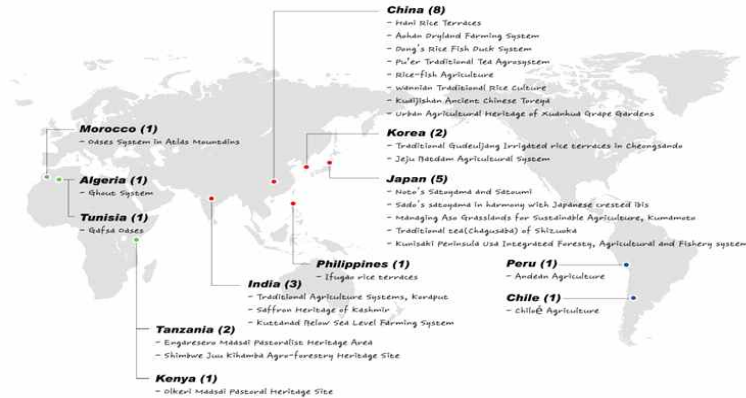 China (8)
- Hani Rice Terraces
- Aohan Dryland Farming System
- Dong's Rice Fish Duck System
- Pu'er Traditional Tea Agrosystem
- Rice-fish Agriculture
- Wannian Traditional Rice Culture
- Kuaijishan Ancient Chinese Torreya
- Urban Agricultural Heritage of Xuanhua Grape Gardens
Morocco (1)
- Oases System in Atlas Mountains
Korea (2)
- Traditional Gudeuljang Irrigated rice terraces in Cheongsando
- Jeju Batdam Agricultural System
Algeria (1)
- Ghout System
Japan (5)
- Noto's Satoyama and Satoumi
- Sado's satoyama in harmony with Japanese crested ibis
- Managing Aso Grasslands for Sustainable Agriculture, Kumamoto
- Traditional tea(Chagusaba) of Shizuoka
- Kunisaki Peninsula Usa Integrated Foresty, Agricultural and Fishery system
Tunisia (1)
- Gafsa Oases
Philippines (1)
- Ifugao rice terraces
Peru (1)
- Andean Agriculture
India (3)
- Traditional Agriculture Systems, Koraput
- Saffron Heritage of Kashmir
- Kuttanad Below Sea Level Farming System
Chile (1)
- Chiloé Agriculture
Tanzania (2)
- Engaresero Maasai Pastoralist Heritage Area
- Shimbwe Juu Kihamba Agro-forestry Heritage Site
Kenya (1)
- Olkeri Maasai Pastoral Heritage Site